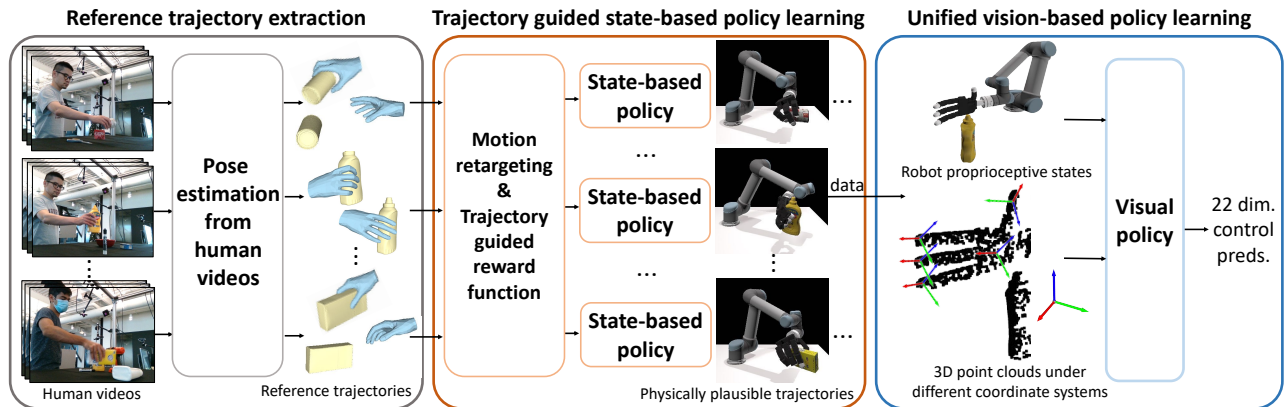 Reference trajectory extraction
Pose
estimation
from
human
videos
Human videos
Reference trajectories
Trajectory guided state-based policy learning
Motion
retargeting
&
Trajectory
guided
reward
function
State-based
policy
...
State-based
policy
...
State-based
policy
...
...
Physically plausible trajectories
data
Unified vision-based policy learning
Robot proprioceptive states
3D point clouds under
different coordinate systems
Visual
policy
22 dim.
control
preds.